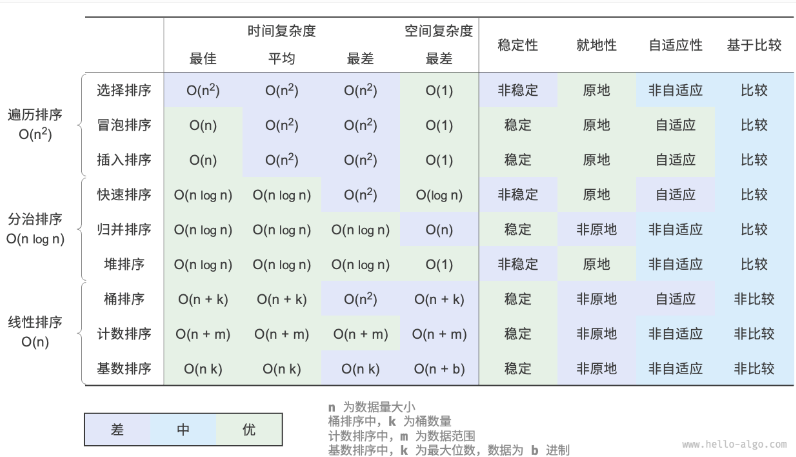 时间复杂度 空间复杂度 稳定性 就地性 自适应性 基于比较
最佳 平均 最差 最差
遍历排序
O(n²)
选择排序 O(n²) O(n²) O(n²) O(1) 非稳定 原地 非自适应 比较
冒泡排序 O(n) O(n²) O(n²) O(1) 稳定 原地 自适应 比较
插入排序 O(n) O(n²) O(n²) O(1) 稳定 原地 自适应 比较
分治排序
O(n log n)
快速排序 O(n log n) O(n log n) O(n²) O(log n) 非稳定 原地 自适应 比较
归并排序 O(n log n) O(n log n) O(n log n) O(n) 稳定 非原地 非自适应 比较
堆排序 O(n log n) O(n log n) O(n log n) O(1) 非稳定 原地 非自适应 比较
线性排序
O(n)
桶排序 O(n + k) O(n + k) O(n²) O(n + k) 稳定 非原地 自适应 非比较
计数排序 O(n + m) O(n + m) O(n + m) O(n + m) 稳定 非原地 非自适应 非比较
基数排序 O(n k) O(n k) O(n k) O(n + b) 稳定 非原地 非自适应 非比较
差 中 优
n 为数据量大小
桶排序中，k 为桶数量
计数排序中，m 为数据范围
基数排序中，k 为最大位数，数据为 b 进制
www.hello-algo.com